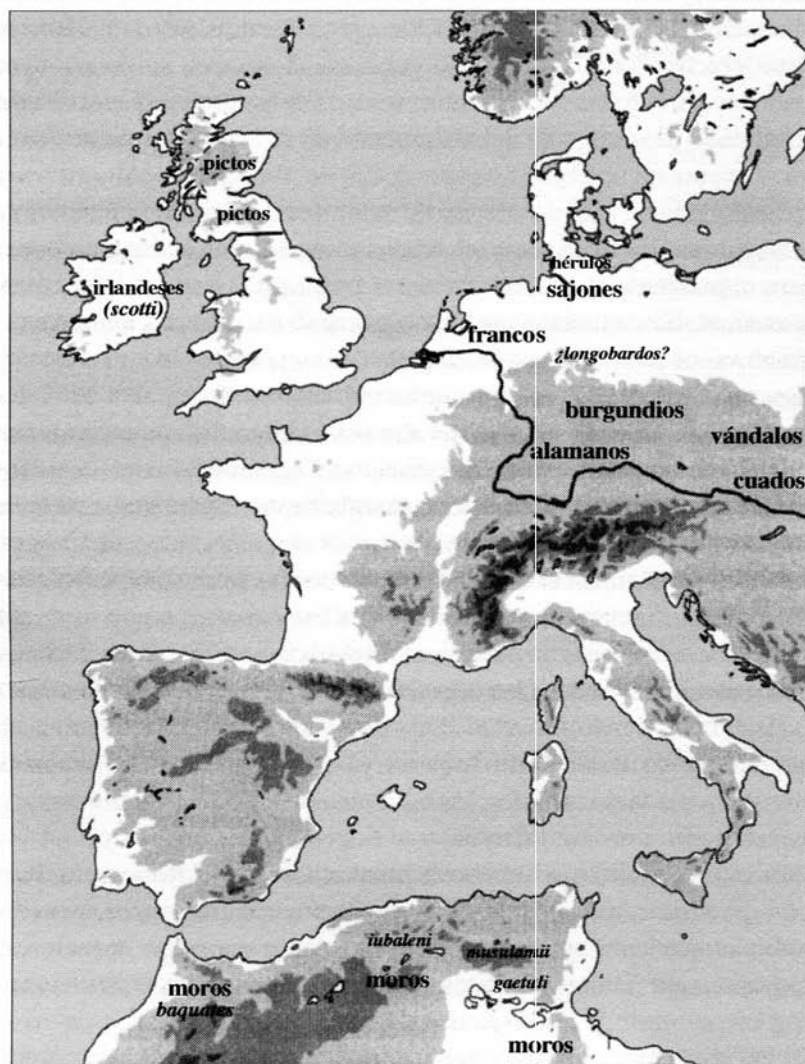 pictos
pictos
irlandeses
(scotti)
hérulos
sajones
francos
¿longobardos?
burgundios
vándalos
alamanos
cuados
iubaleni
musulamii
moros
moros
gaetuli
baquates
moros